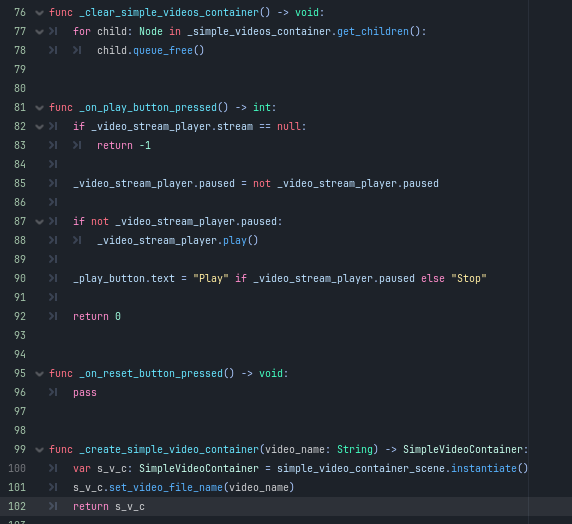 76 func _clear_simple_videos_container() -> void:
77 for child: Node in _simple_videos_container.get_children():
78 child.queue_free()
79
80
81 func _on_play_button_pressed() -> int:
82 if _video_stream_player.stream == null:
83 return -1
84
85 _video_stream_player.paused = not _video_stream_player.paused
86
87 if not _video_stream_player.paused:
88 _video_stream_player.play()
89
90 _play_button.text = "Play" if _video_stream_player.paused else "Stop"
91
92 return 0
93
94
95 func _on_reset_button_pressed() -> void:
96 pass
97
98
99 func _create_simple_video_container(video_name: String) -> SimpleVideoContainer:
100 var s_v_c: SimpleVideoContainer = simple_video_container_scene.instantiate()
101 s_v_c.set_video_file_name(video_name)
102 return s_v_c